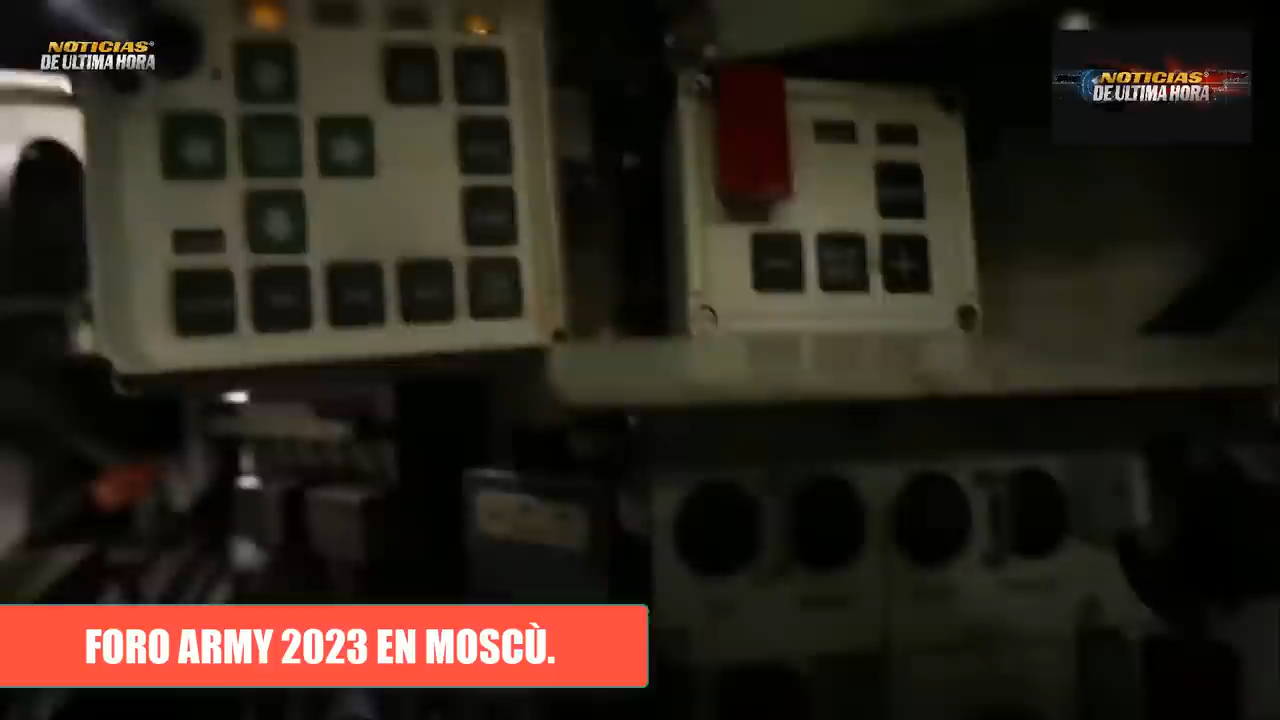 NOTICIAS
DE ULTIMA HORA
NOTICIAS
DE ULTIMA HORA
FORO ARMY 2023 EN MOSCÙ.